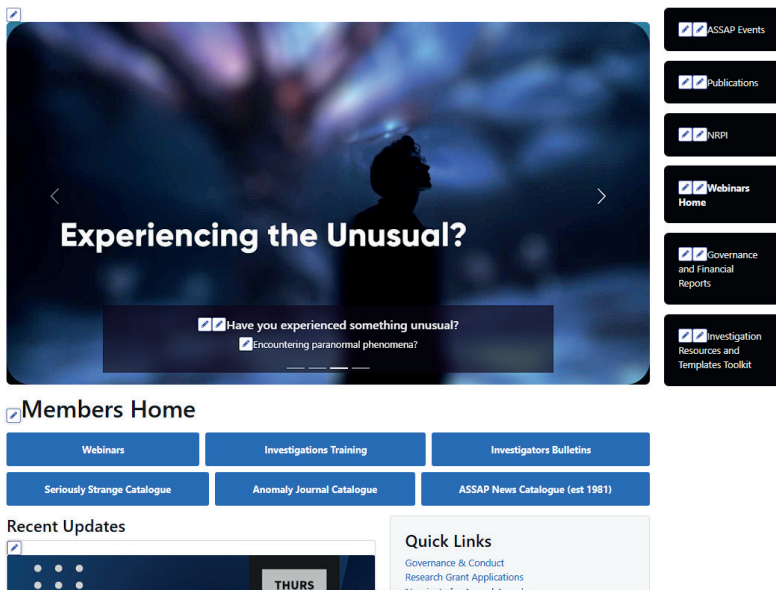 Experiencing the Unusual?
Have you experienced something unusual?
Encountering paranormal phenomena?
ASSAP Events
Publications
NRPI
Webinars
Home
Governance
and Financial
Reports
Investigation
Resources and
Templates Toolkit
Members Home
Webinars
Investigations Training
Investigators Bulletins
Seriously Strange Catalogue
Anomaly Journal Catalogue
ASSAP News Catalogue (est 1981)
Recent Updates
THURS
Quick Links
Governance & Conduct
Research Grant Applications